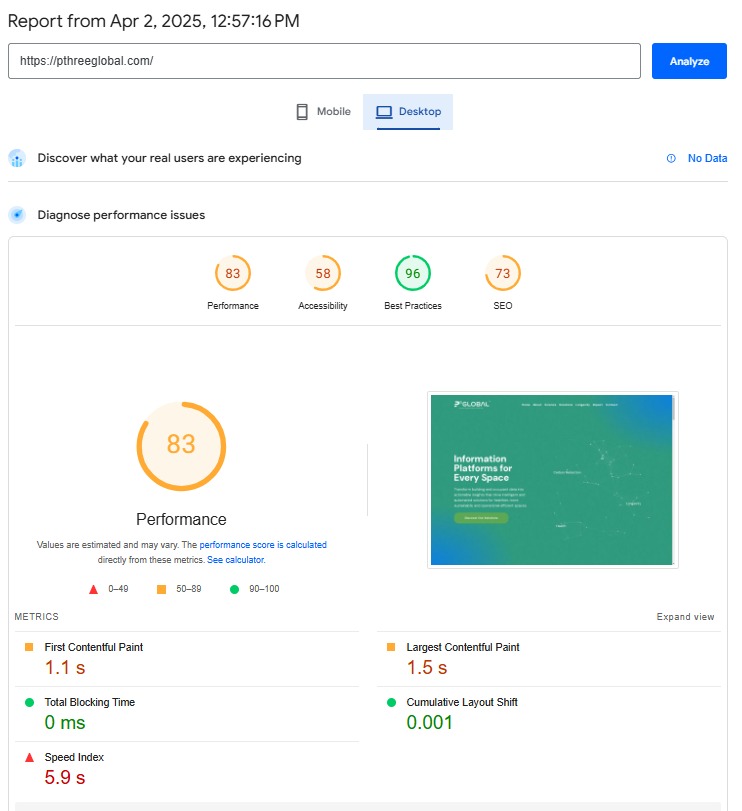 Report from Apr 2, 2025, 12:57:16 PM
https://pthreeglobal.com/
Analyze
Mobile
Desktop
Discover what your real users are experiencing
No Data
Diagnose performance issues
83
58
96
73
Performance
Accessibility
Best Practices
SEO
83
GLOBAL
Information
Platforms for
Every Space
Performance
Values are estimated and may vary. The performance score is calculated
directly from these metrics. See calculator.
0–49
50–89
90–100
METRICS
Expand view
First Contentful Paint
1.1 s
Largest Contentful Paint
1.5 s
Total Blocking Time
0 ms
Cumulative Layout Shift
0.001
Speed Index
5.9 s